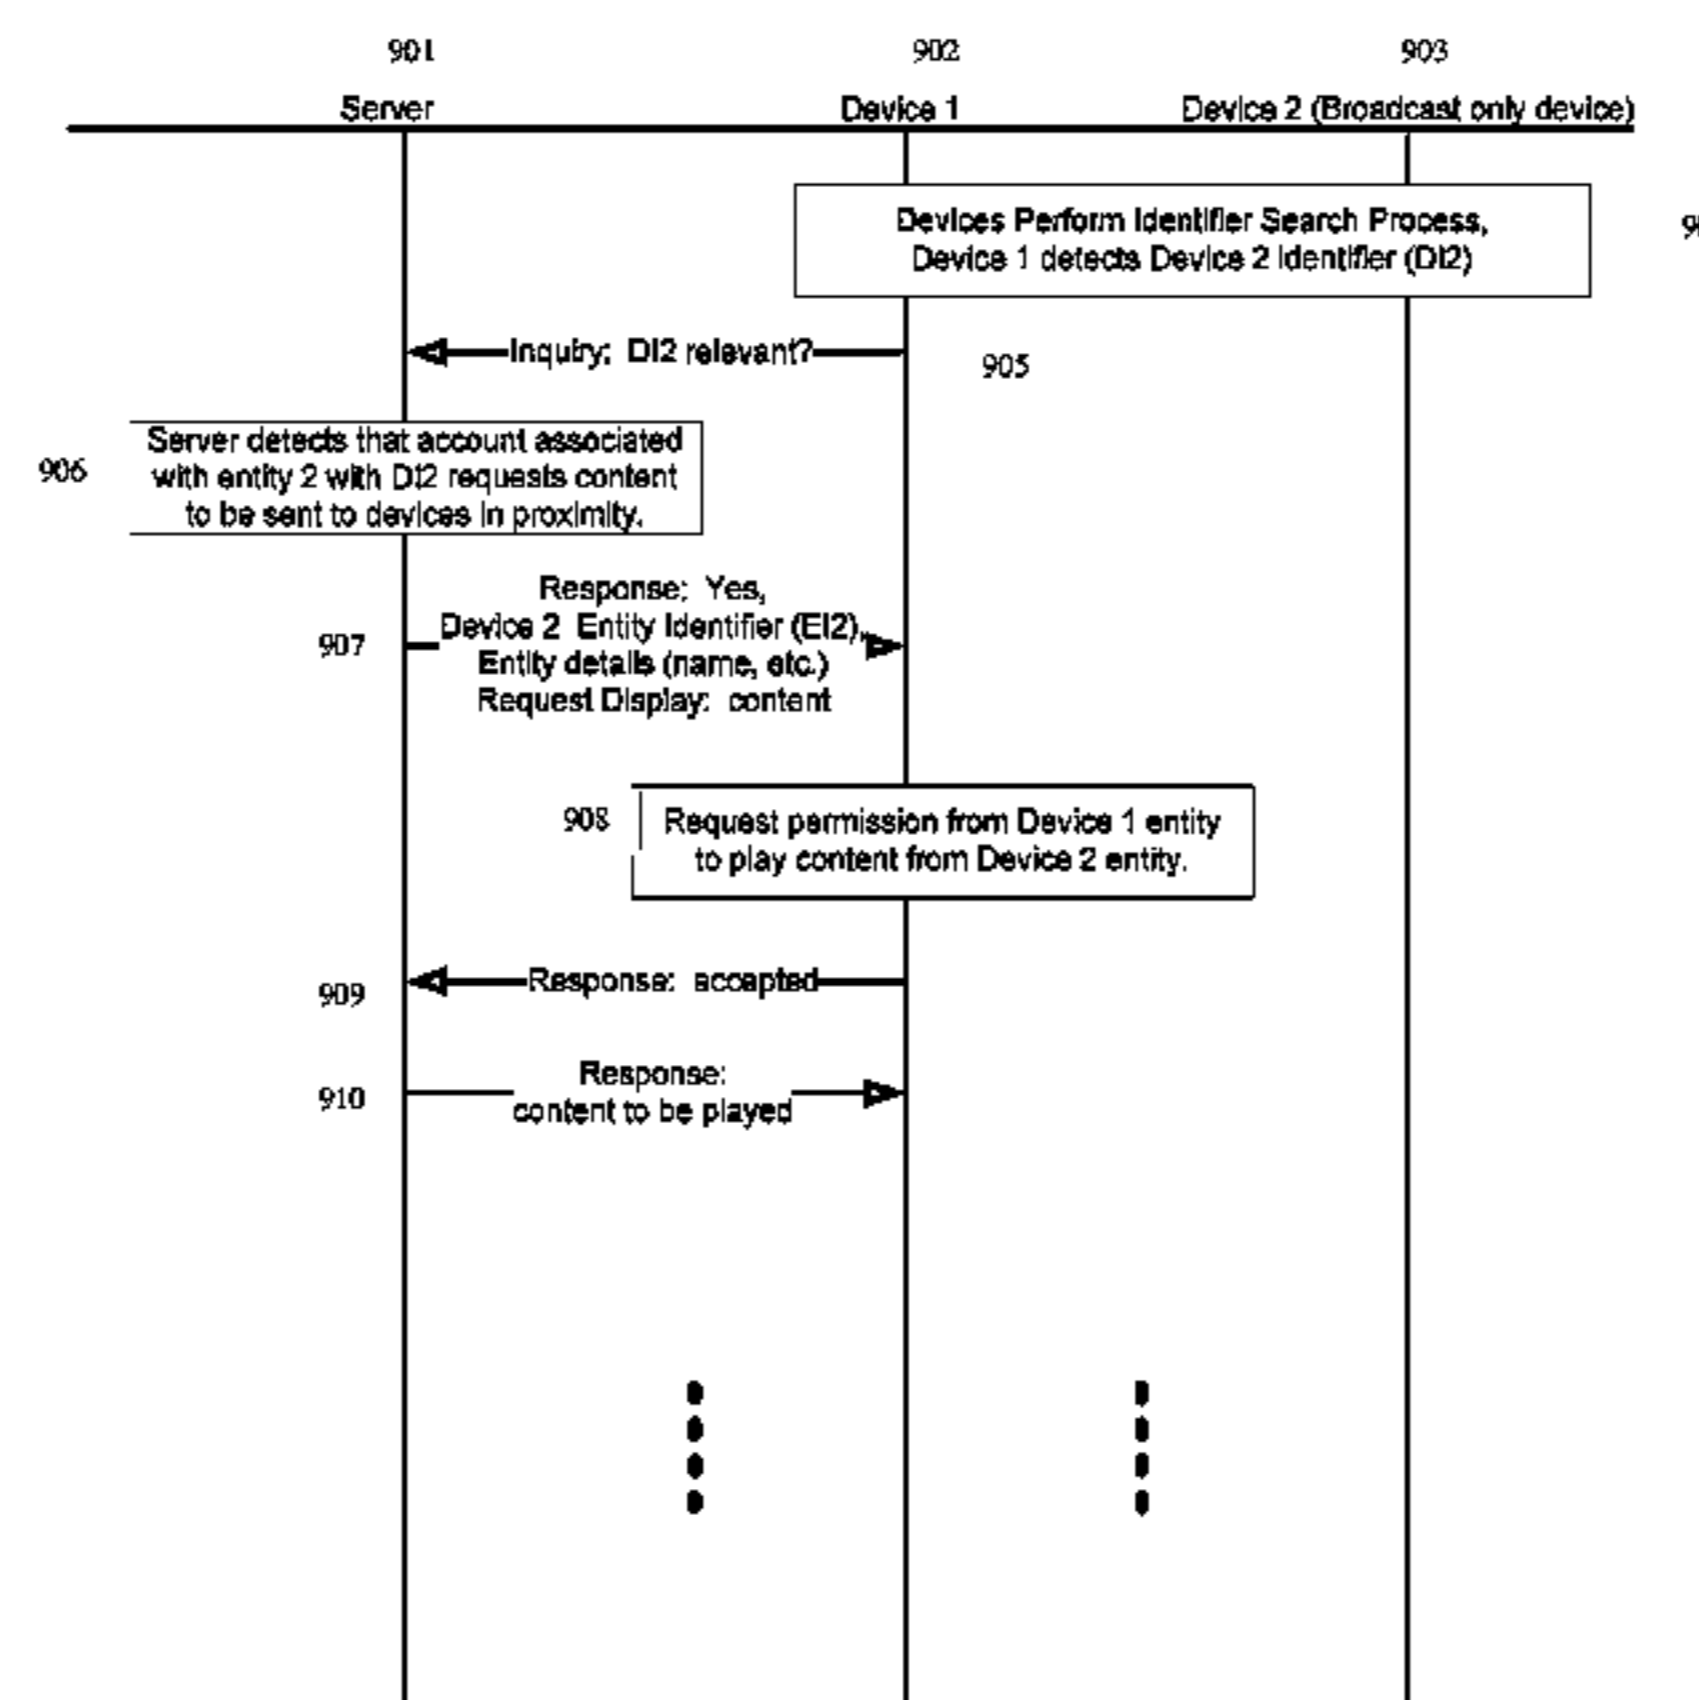 901 902 903
Server Device 1 Device 2 (Broadcast only device)
Devices Perform Identifier Search Process,
Device 1 detects Device 2 Identifier (DI2)
Inquiry: DI2 relevant?
905
906
Server detects that account associated
with entity 2 with DI2 requests content
to be sent to devices in proximity.
907
Response: Yes,
Device 2 Entity Identifier (EI2),
Entity details (name, etc.)
Request Display: content
908
Request permission from Device 1 entity
to play content from Device 2 entity.
909
Response: accepted
910
Response:
content to be played